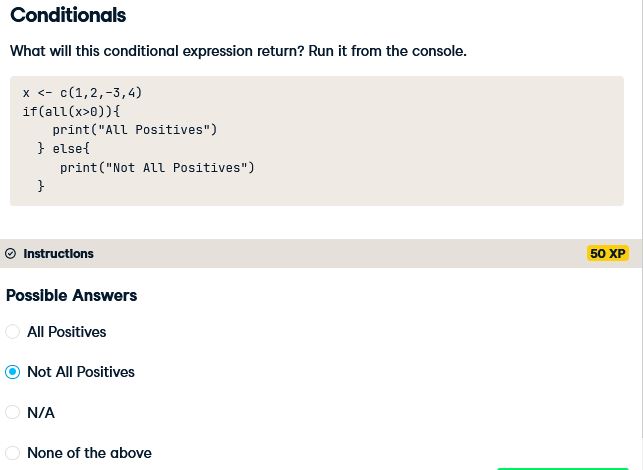 Conditionals
What will this conditional expression return? Run it from the console.
x <- c(1,2,-3,4)
if(all(x>0)){
    print("All Positives")
  } else{
     print("Not All Positives")
  }
Instructions
50 XP
Possible Answers
All Positives
Not All Positives
N/A
None of the above